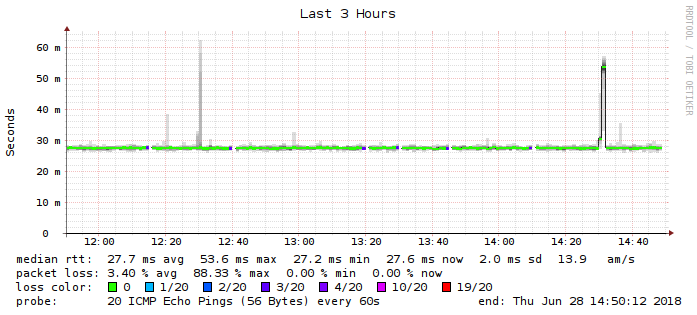 Last 3 Hours
RRDTOOL / TOBI OETIKER
Seconds
60 m
50 m
40 m
30 m
20 m
10 m
0
12:00 12:20 12:40 13:00 13:20 13:40 14:00 14:20 14:40
median rtt: 27.7 ms avg 53.6 ms max 27.2 ms min 27.6 ms now 2.0 ms sd 13.9 am/s
packet loss: 3.40 % avg 88.33 % max 0.00 % min 0.00 % now
loss color: 0 1/20 2/20 3/20 4/20 10/20 19/20
probe: 20 ICMP Echo Pings (56 Bytes) every 60s end: Thu Jun 28 14:50:12 2018